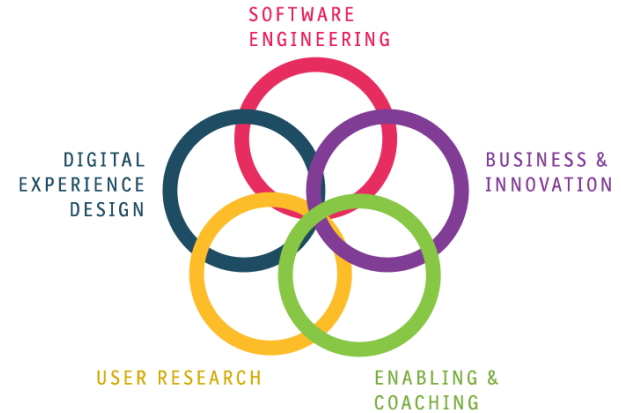 SOFTWARE
ENGINEERING
DIGITAL
EXPERIENCE
DESIGN
BUSINESS &
INNOVATION
USER RESEARCH
ENABLING &
COACHING